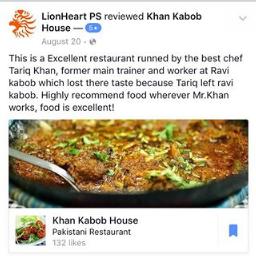 LionHeart PS reviewed Khan Kabob
House — 5★
August 20 ·
This is a Excellent restaurant runned by the best chef
Tariq Khan, former main trainer and worker at Ravi
kabob which lost there taste because Tariq left ravi
kabob. Highly recommend food wherever Mr.Khan
works, food is excellent!
Khan Kabob House
Pakistani Restaurant
132 likes